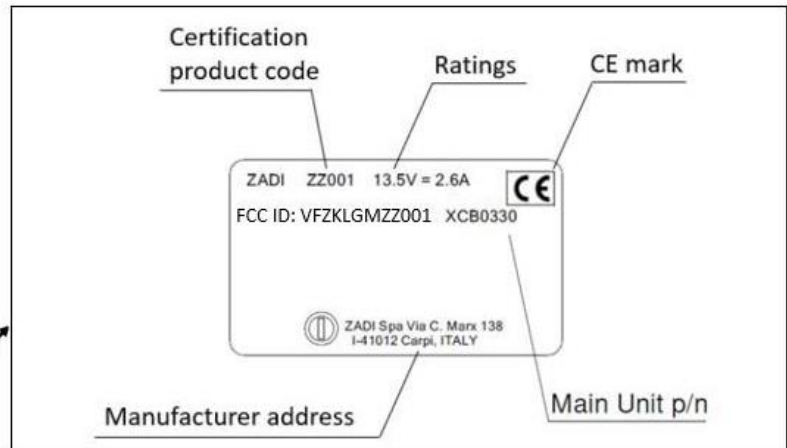 Certification
product code
Ratings
CE mark
ZADI ZZ001 13.5V = 2.6A CE
FCC ID: VFZKLGMZZ001 XCB0330
ZADI Spa Via C. Marx 138
I-41012 Carpi, ITALY
Manufacturer address
Main Unit p/n